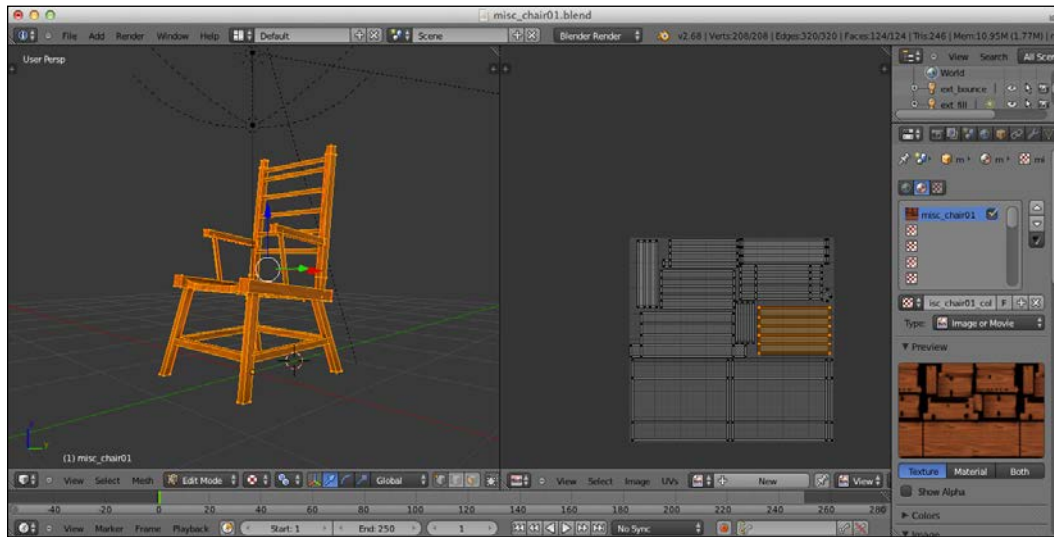 misc_chair01.blend
File Add Render Window Help Default Scene Blender Render v2.68 | Verts:208/208 | Edges:320/320 | Faces:124/124 | Tris:246 | Mem:10.95M (1.77M) |
User Persp
View Search All Scen
World
ext_bounce
ext_fill
m m mi
misc_chair01
isc_chair01_col F
Type: Image or Movie
Preview
(1) misc_chair01
View Select Mesh Edit Mode Global View Select Image UVs New View
Texture Material Both
Show Alpha
Colors
Image
-40 -20 0 20 40 60 80 100 120 140 160 180 200 220 240 260 280
View Marker Frame Playback Start: 1 End: 250 1 No Sync